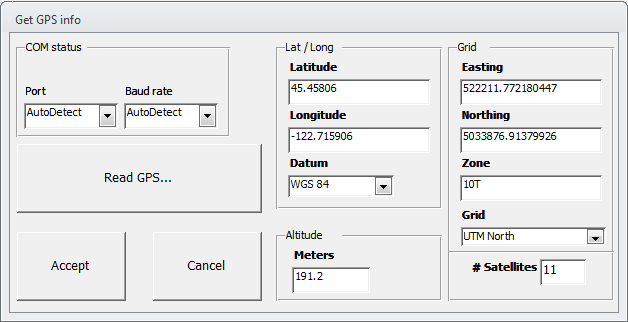 Get GPS info
COM status
Port
Baud rate
AutoDetect
AutoDetect
Read GPS...
Accept
Cancel
Lat / Long
Latitude
45.45806
Longitude
-122.715906
Datum
WGS 84
Altitude
Meters
191.2
Grid
Easting
522211.772180447
Northing
5033876.91379926
Zone
10T
Grid
UTM North
# Satellites 11